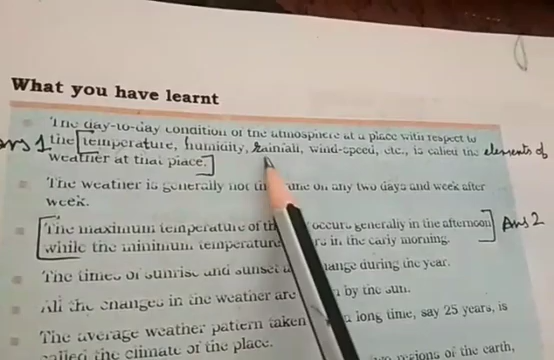 What you have learnt
The day-to-day condition of the atmosphere at a place with respect to
Ans 1 the temperature, humidity, rainfall, wind-speed, etc., is called the elements of
weather at that place.
The weather is generally not the on any two days and week after
week.
The maximum temperature of the occurs generally in the afternoon Ans 2
while the minimum temperature in the early morning.
The times of sunrise and sunset change during the year.
All the changes in the weather are by the sun.
The average weather pattern taken long time, say 25 years, is
called the climate of the place.
regions of the earth,